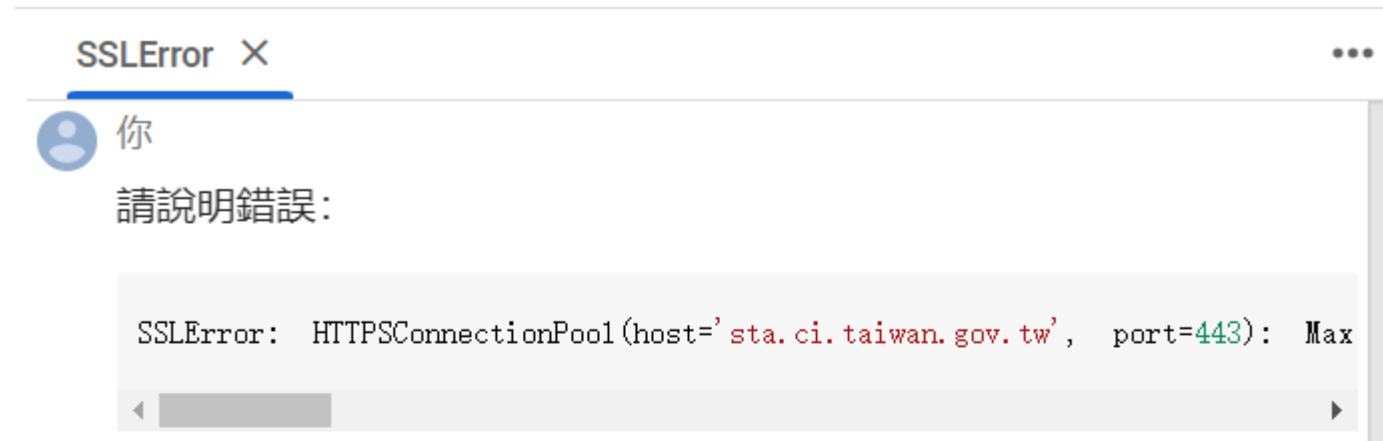 SSLError ×
你
請說明錯誤：
SSLError: HTTPSConnectionPool(host='sta.ci.taiwan.gov.tw', port=443): Max